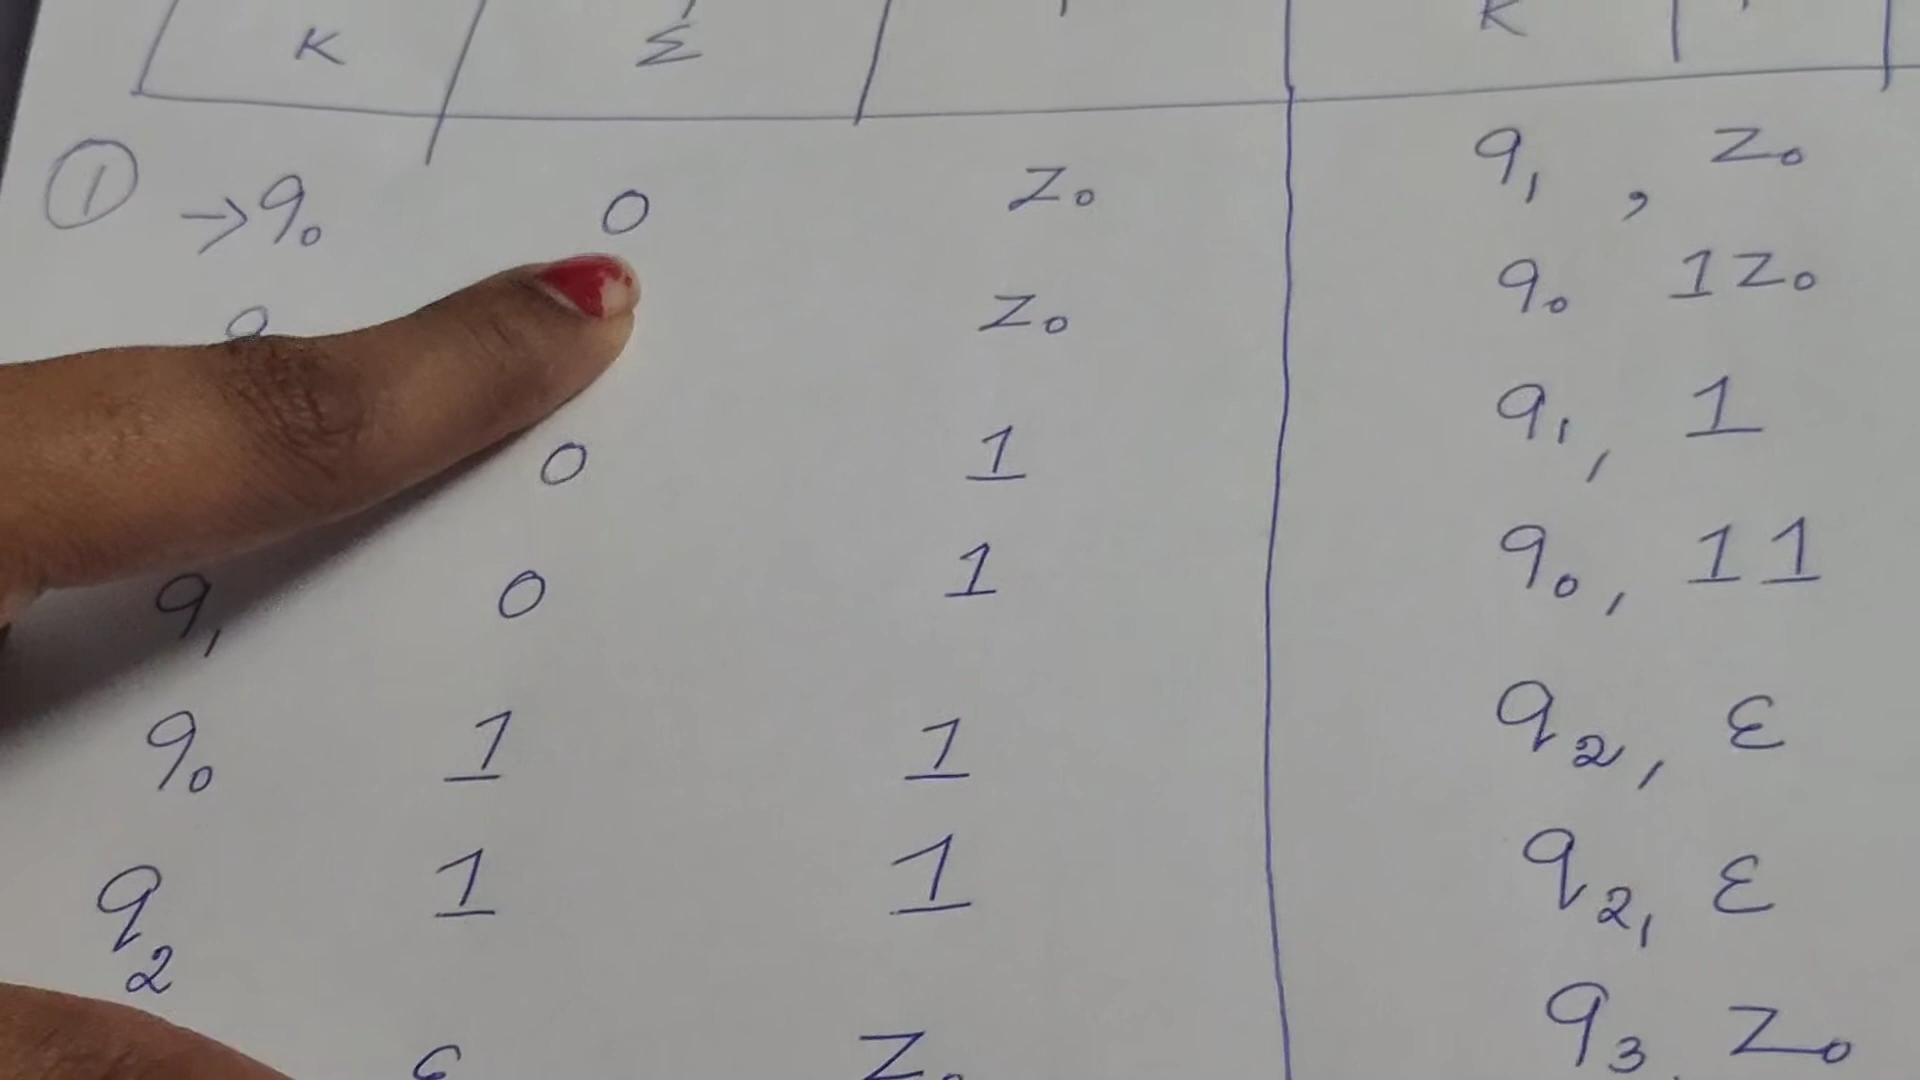 K Σ K
① → q₀ 0 Z₀ q₁ , Z₀
Z₀ q₀ 1Z₀
0 1 q₁, 1
q₁ 0 1 q₀, 11
q₀ 1 1 q₂, ε
q₂ 1 1 q₂, ε
ε Z₀ q₃, Z₀